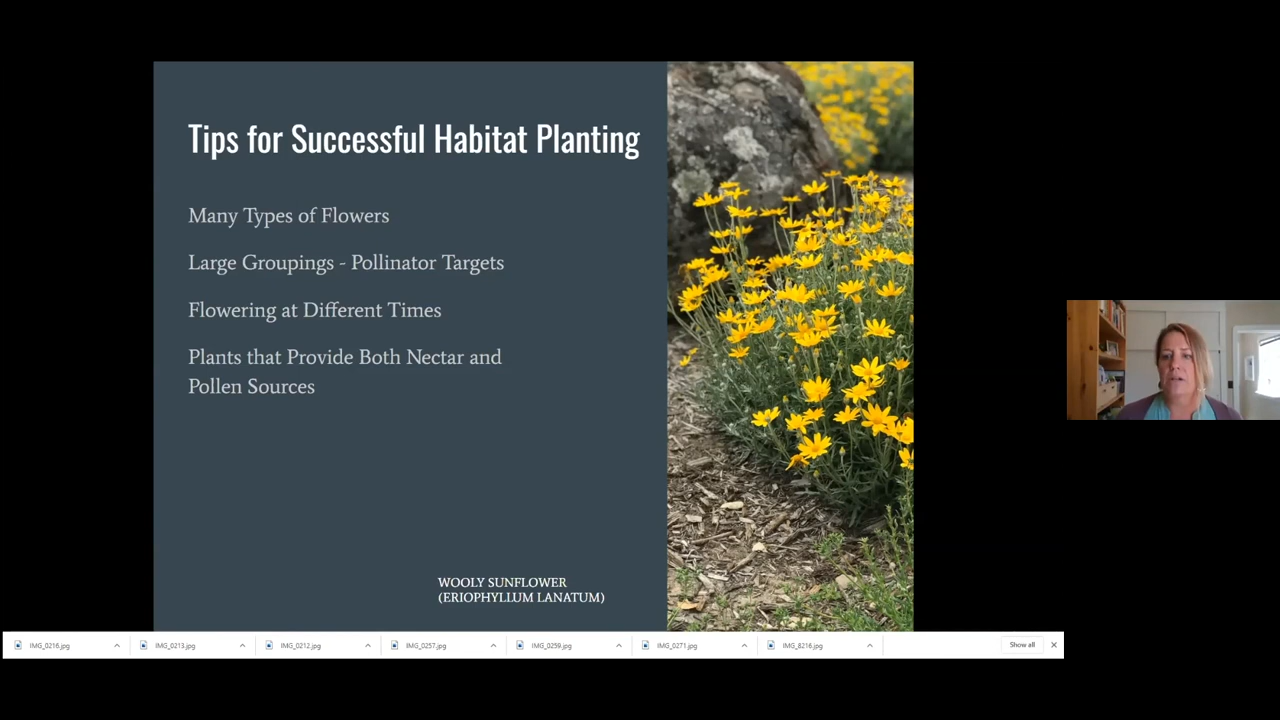 Tips for Successful Habitat Planting
Many Types of Flowers
Large Groupings - Pollinator Targets
Flowering at Different Times
Plants that Provide Both Nectar and
Pollen Sources
WOOLY SUNFLOWER
(ERIOPHYLLUM LANATUM)
IMG_0216.jpg
IMG_0213.jpg
IMG_0212.jpg
IMG_0257.jpg
IMG_0259.jpg
IMG_0271.jpg
IMG_8216.jpg
Show all